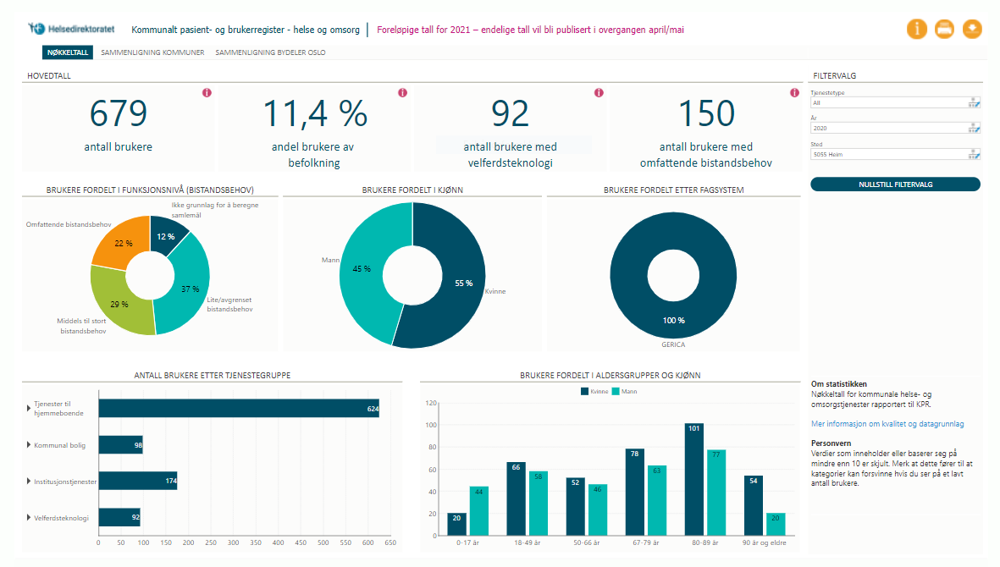 Helsedirektoratet
Kommunalt pasient- og brukerregister - helse og omsorg
Foreløpige tall for 2021 – endelige tall vil bli publisert i overgangen april/mai
NØKKELTALL
SAMMENLIGNING KOMMUNER
SAMMENLIGNING BYDELER OSLO
HOVEDTALL
679
antall brukere
11,4 %
andel brukere av
befolkning
92
antall brukere med
velferdsteknologi
150
antall brukere med
omfattende bistandsbehov
FILTERVALG
Tjenestetype
All
År
2020
Sted
5055 Heim
NULLSTILL FILTERVALG
BRUKERE FORDELT I FUNKSJONSNIVÅ (BISTANDSBEHOV)
Ikke grunnlag for å beregne
samlemål
Omfattende bistandsbehov
12 %
22 %
37 %
29 %
Lite/avgrenset
bistandsbehov
Middels til stort
bistandsbehov
BRUKERE FORDELT I KJØNN
Mann
45 %
55 %
Kvinne
BRUKERE FORDELT ETTER FAGSYSTEM
100 %
GERICA
ANTALL BRUKERE ETTER TJENESTEGRUPPE
Tjenester til
hjemmeboende
624
Kommunal bolig
98
Institusjonstjenester
174
Velferdsteknologi
92
0 50 100 150 200 250 300 350 400 450 500 550 600 650
BRUKERE FORDELT I ALDERSGRUPPER OG KJØNN
Kvinne Mann
120
100
80
60
40
20
0
20 44 66 58 52 46 78 63 101 77 54 20
0-17 år 18-49 år 50-66 år 67-79 år 80-89 år 90 år og eldre
Om statistikken
Nøkkeltall for kommunale helse- og
omsorgstjenester rapportert til KPR.
Mer informasjon om kvalitet og datagrunnlag
Personvern
Verdier som inneholder eller baserer seg på
mindre enn 10 er skjult. Merk at dette fører til at
kategorier kan forsvinne hvis du ser på et lavt
antall brukere.